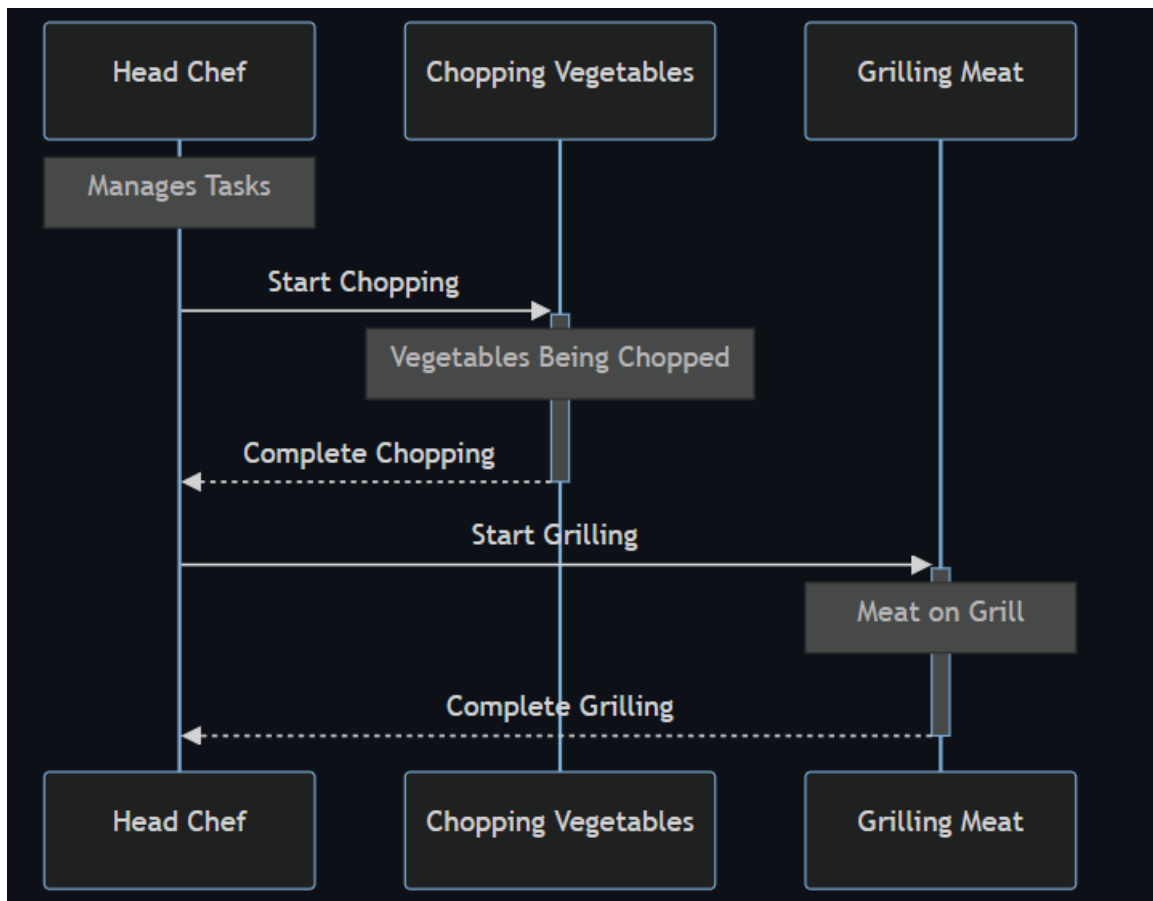 Head Chef
Chopping Vegetables
Grilling Meat
Manages Tasks
Start Chopping
Vegetables Being Chopped
Complete Chopping
Start Grilling
Meat on Grill
Complete Grilling
Head Chef
Chopping Vegetables
Grilling Meat